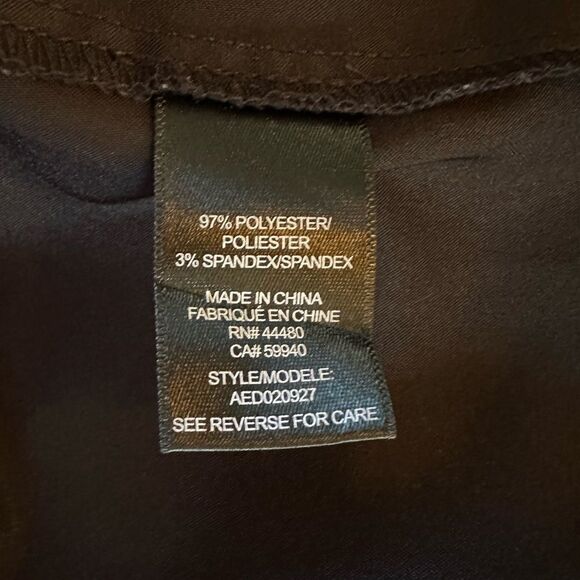 97% POLYESTER/
POLIESTER
3% SPANDEX/SPANDEX
MADE IN CHINA
FABRIQUÉ EN CHINE
RN# 44480
CA# 59940
STYLE/MODELE:
AED020927
SEE REVERSE FOR CARE